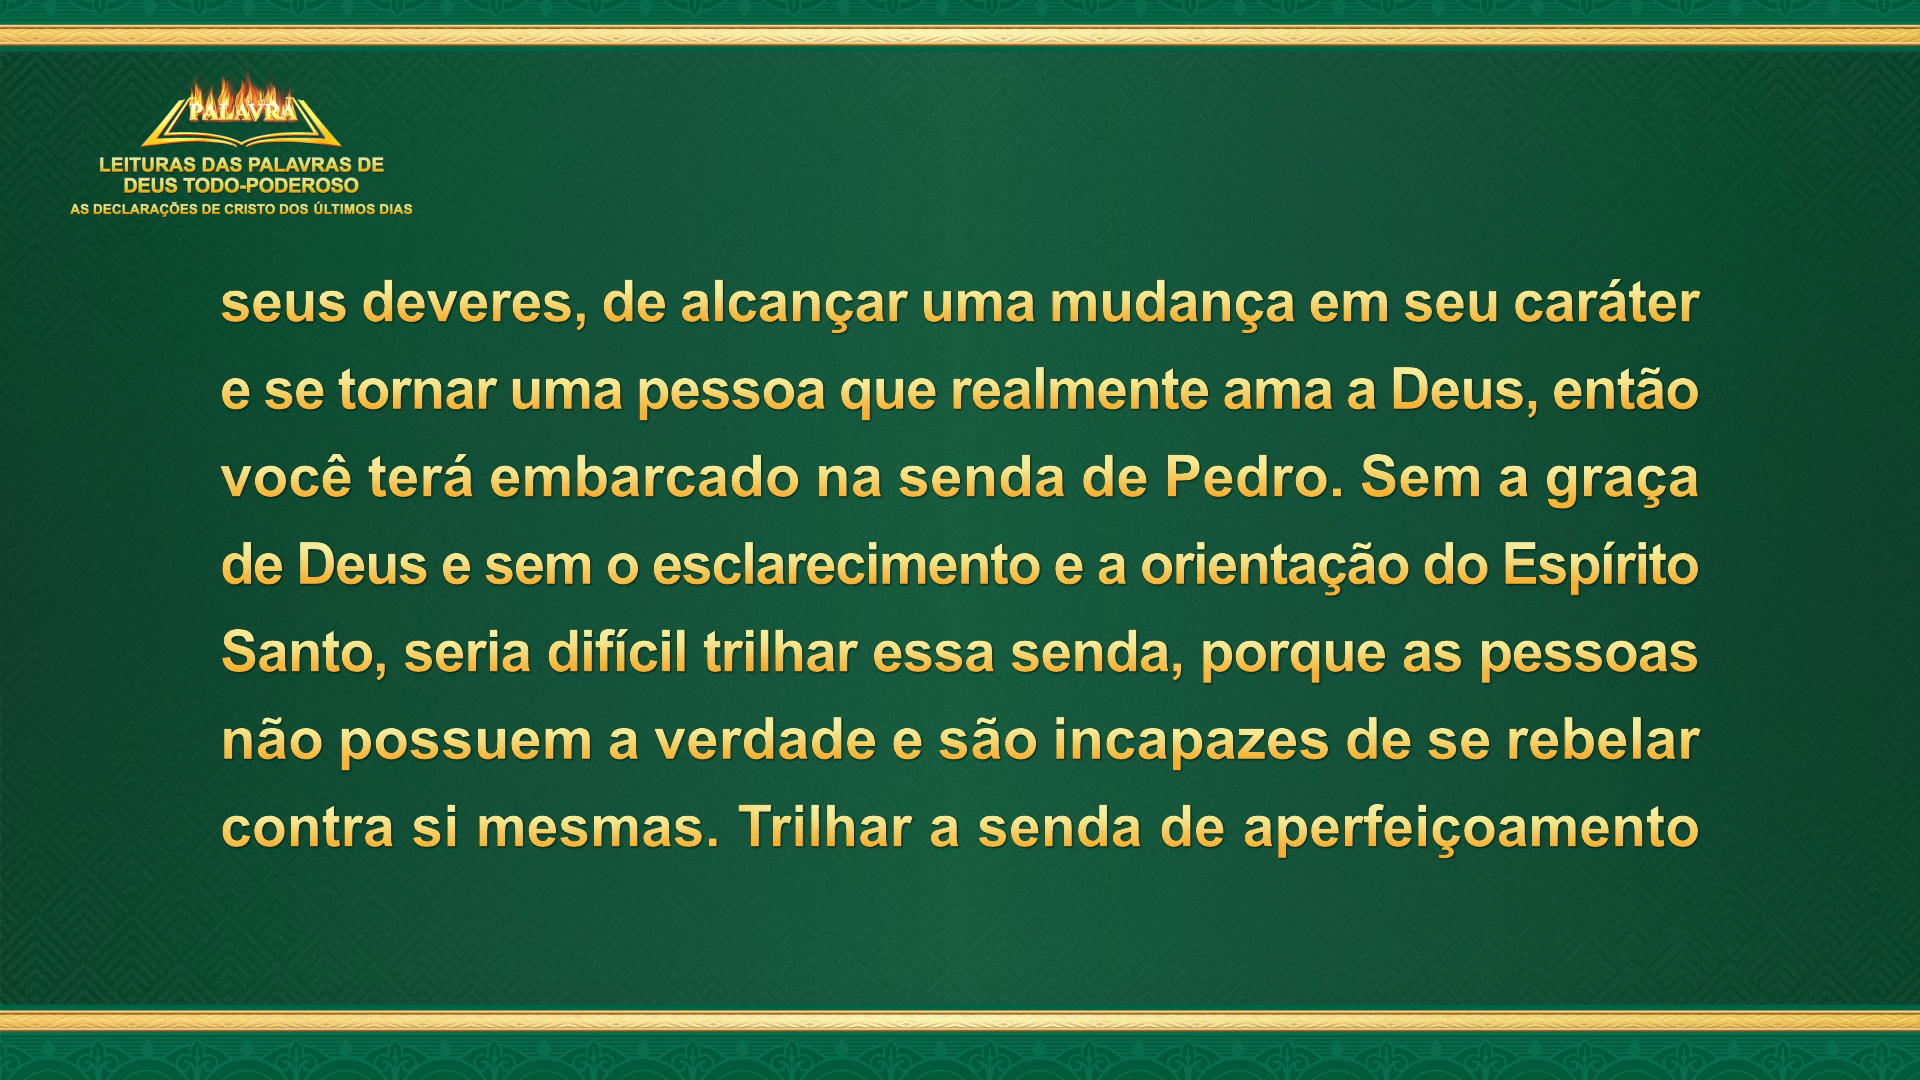 PALAVRA
LEITURAS DAS PALAVRAS DE
DEUS TODO-PODEROSO
AS DECLARAÇÕES DE CRISTO DOS ÚLTIMOS DIAS
seus deveres, de alcançar uma mudança em seu caráter
e se tornar uma pessoa que realmente ama a Deus, então
você terá embarcado na senda de Pedro. Sem a graça
de Deus e sem o esclarecimento e a orientação do Espírito
Santo, seria difícil trilhar essa senda, porque as pessoas
não possuem a verdade e são incapazes de se rebelar
contra si mesmas. Trilhar a senda de aperfeiçoamento